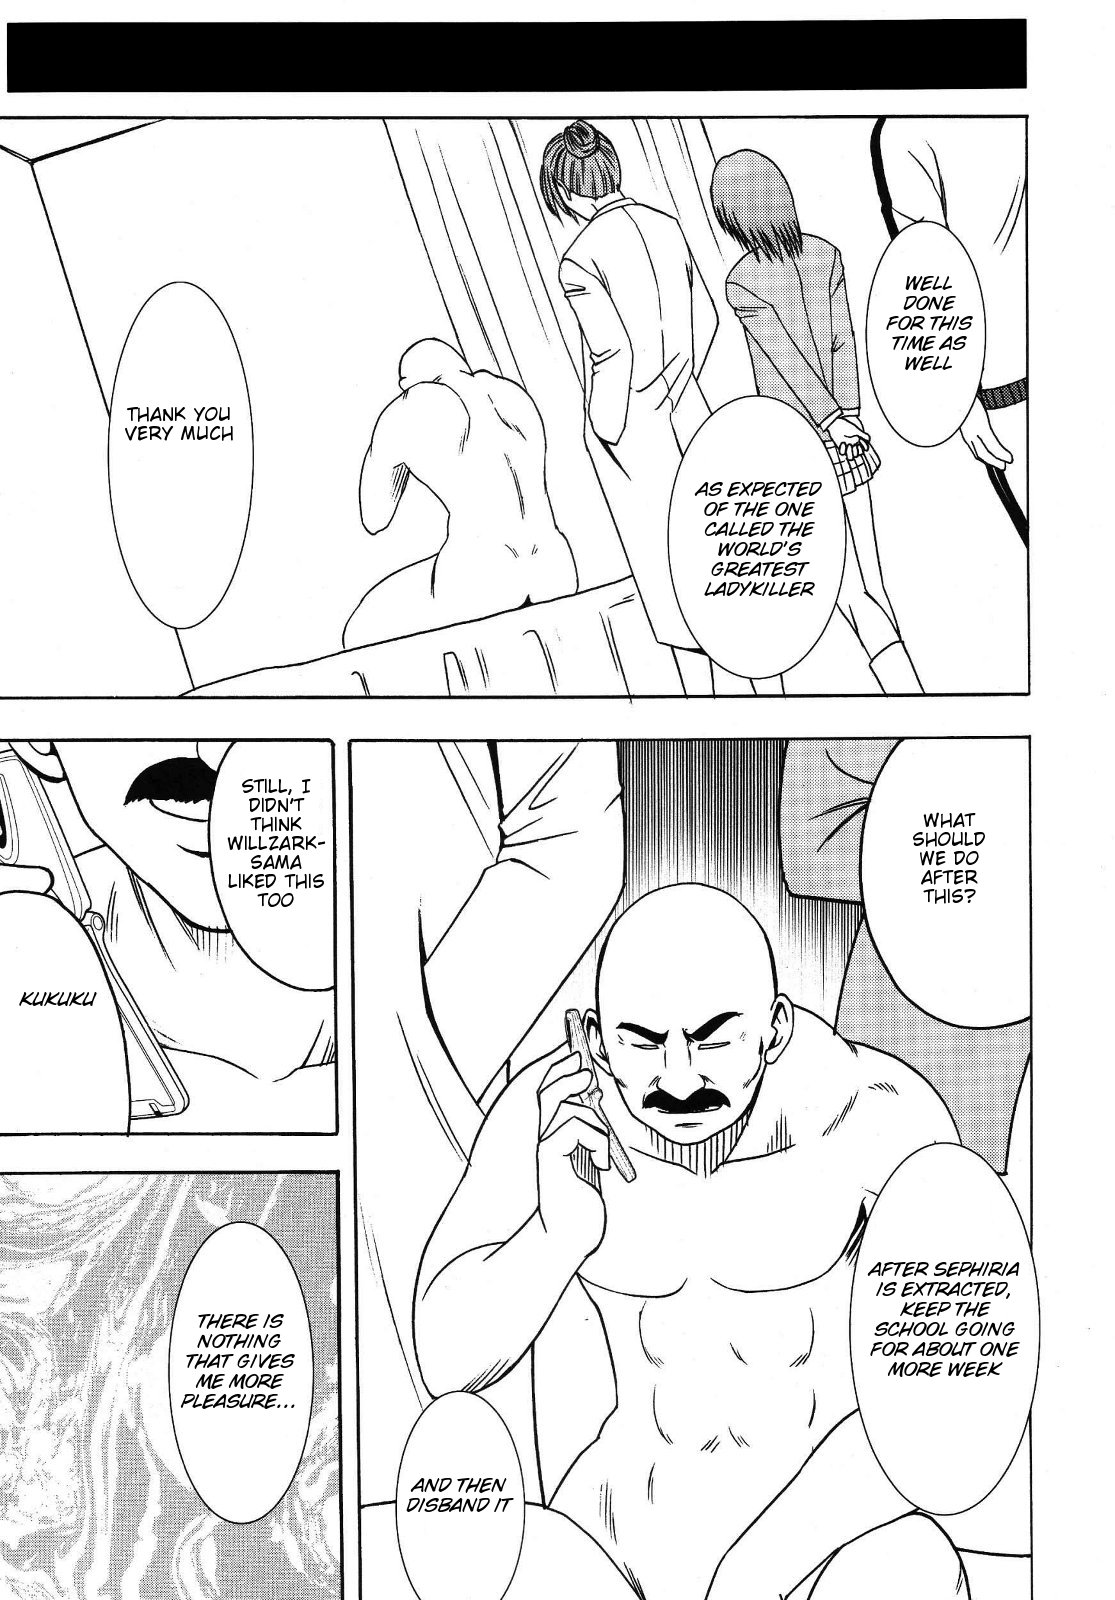 WELL
DONE
FOR THIS
TIME AS
WELL
AS EXPECTED
OF THE ONE
CALLED THE
WORLD'S
GREATEST
LADYKILLER
THANK YOU
VERY MUCH
WHAT
SHOULD
WE DO
AFTER
THIS?
AFTER SEPHIRIA
IS EXTRACTED,
KEEP THE
SCHOOL GOING
FOR ABOUT ONE
MORE WEEK
AND THEN
DISBAND IT
STILL, I
DIDN'T
THINK
WILLZARK-
SAMA
LIKED THIS
TOO
KUKUKU
THERE IS
NOTHING
THAT GIVES
ME MORE
PLEASURE...